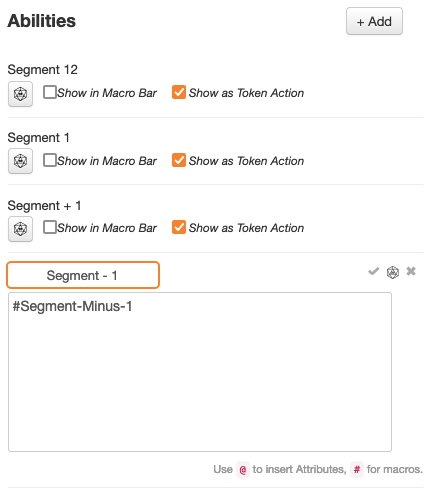 Abilities
+ Add
Segment 12
Show in Macro Bar Show as Token Action
Segment 1
Show in Macro Bar Show as Token Action
Segment + 1
Show in Macro Bar Show as Token Action
Segment - 1
#Segment-Minus-1
Use @ to insert Attributes, # for macros.